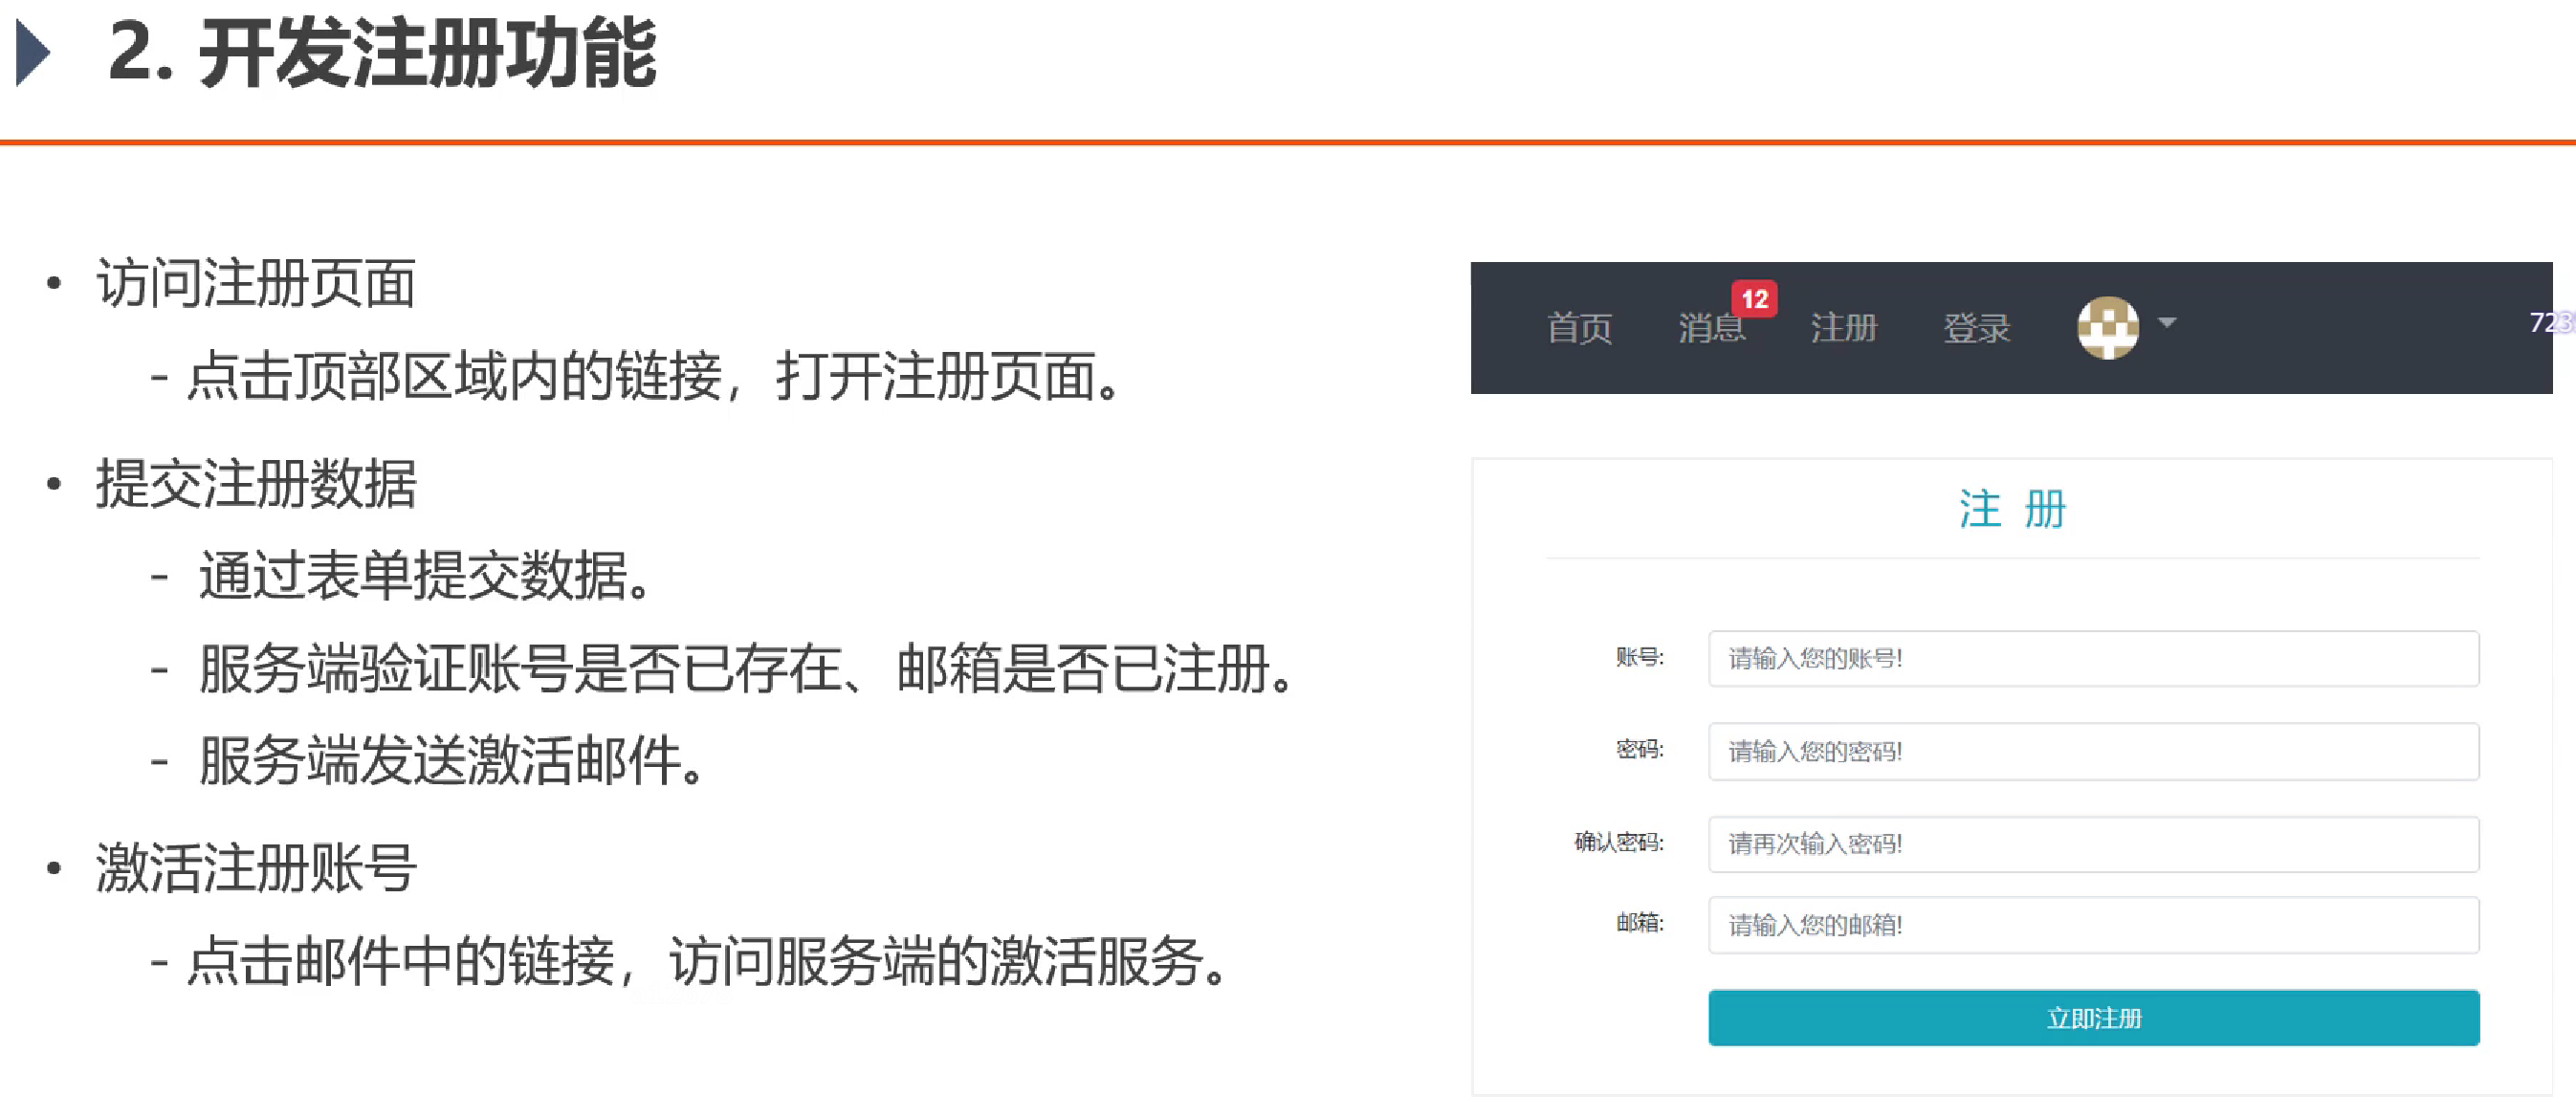 2. 开发注册功能
• 访问注册页面
- 点击顶部区域内的链接，打开注册页面。
• 提交注册数据
- 通过表单提交数据。
- 服务端验证账号是否已存在、邮箱是否已注册。
- 服务端发送激活邮件。
• 激活注册账号
- 点击邮件中的链接，访问服务端的激活服务。
首页 消息 12 注册 登录
723
注 册
账号: 请输入您的账号!
密码: 请输入您的密码!
确认密码: 请再次输入密码!
邮箱: 请输入您的邮箱!
立即注册